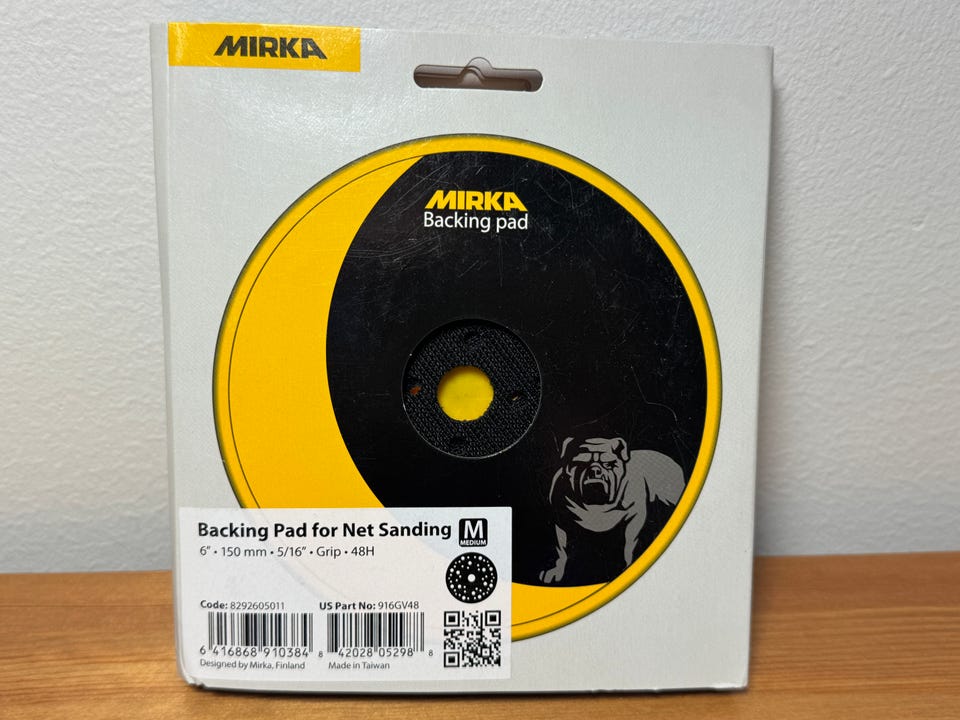 MIRKA
MIRKA
Backing pad
Backing Pad for Net Sanding M
MEDIUM
6” • 150 mm • 5/16” • Grip • 48H
Code: 8292605011 US Part No: 916GV48
6 416868 910384 8 42028 05298 8
Designed by Mirka, Finland Made in Taiwan